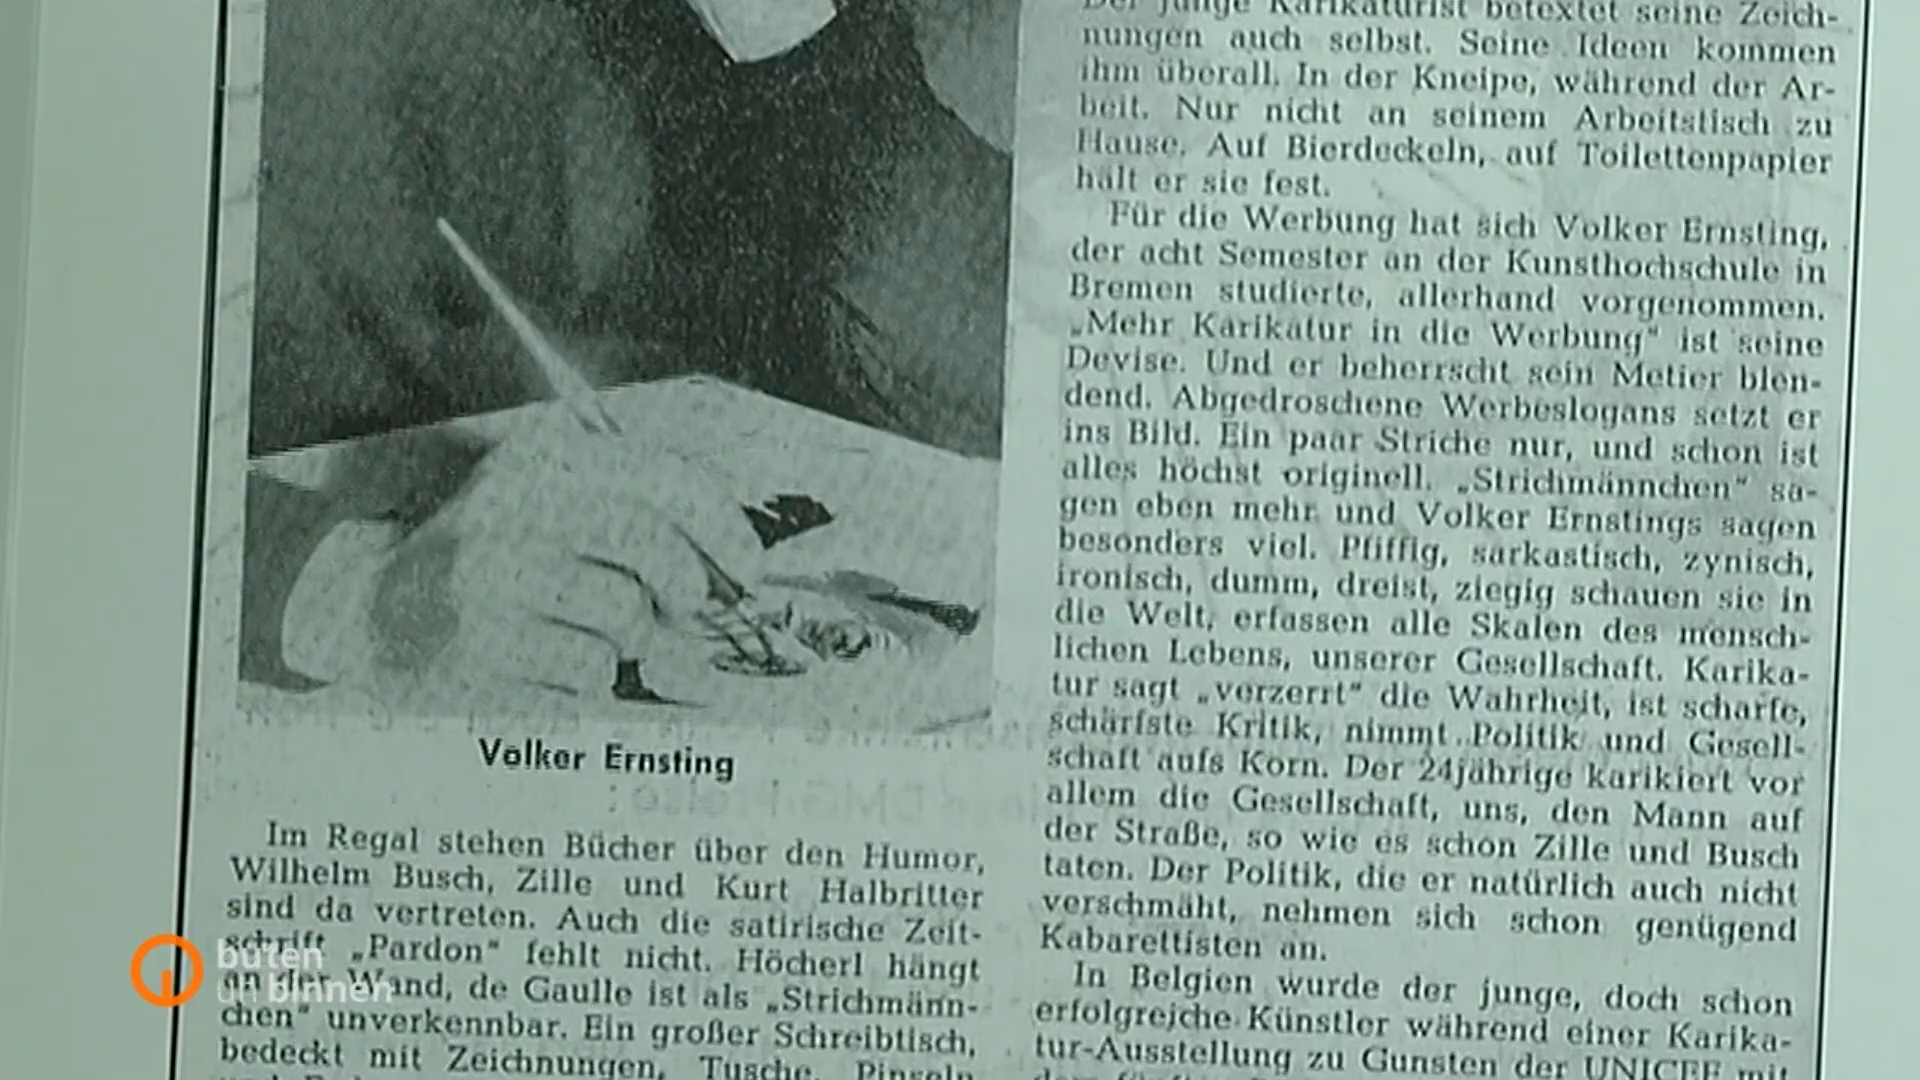 Volker Ernsting
Im Regal stehen Bücher über den Humor,
Wilhelm Busch, Zille und Kurt Halbritter
sind da vertreten. Auch die satirische Zeit-
schrift „Pardon" fehlt nicht. Höcherl hängt
an der Wand, de Gaulle ist als „Strichmänn-
chen" unverkennbar. Ein großer Schreibtisch,
bedeckt mit Zeichnungen, Tusche, Pinseln
Der junge Karikaturist betextet seine Zeich-
nungen auch selbst. Seine Ideen kommen
ihm überall. In der Kneipe, während der Ar-
beit. Nur nicht an seinem Arbeitstisch zu
Hause. Auf Bierdeckeln, auf Toilettenpapier
hält er sie fest.
Für die Werbung hat sich Volker Ernsting,
der acht Semester an der Kunsthochschule in
Bremen studierte, allerhand vorgenommen.
„Mehr Karikatur in die Werbung" ist seine
Devise. Und er beherrscht sein Metier blen-
dend. Abgedroschene Werbeslogans setzt er
ins Bild. Ein paar Striche nur, und schon ist
alles höchst originell. „Strichmännchen" sa-
gen eben mehr und Volker Ernstings sagen
besonders viel. Pfiffig, sarkastisch, zynisch,
ironisch, dumm, dreist, ziegig schauen sie in
die Welt, erfassen alle Skalen des mensch-
lichen Lebens, unserer Gesellschaft. Karika-
tur sagt „verzerrt" die Wahrheit, ist scharfe,
schärfste Kritik, nimmt Politik und Gesell-
schaft aufs Korn. Der 24jährige karikiert vor
allem die Gesellschaft, uns, den Mann auf
der Straße, so wie es schon Zille und Busch
taten. Der Politik, die er natürlich auch nicht
verschmäht, nehmen sich schon genügend
Kabarettisten an.
In Belgien wurde der junge, doch schon
erfolgreiche Künstler während einer Karika-
tur-Ausstellung zu Gunsten der UNICEF mit
buten
un binnen